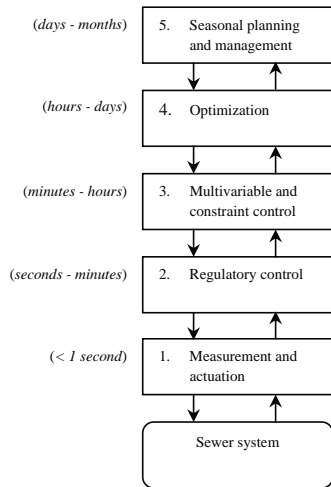 (days - months)
5. Seasonal planning
and management
(hours - days)
4. Optimization
(minutes - hours)
3. Multivariable and
constraint control
(seconds - minutes)
2. Regulatory control
(< 1 second)
1. Measurement and
actuation
Sewer system